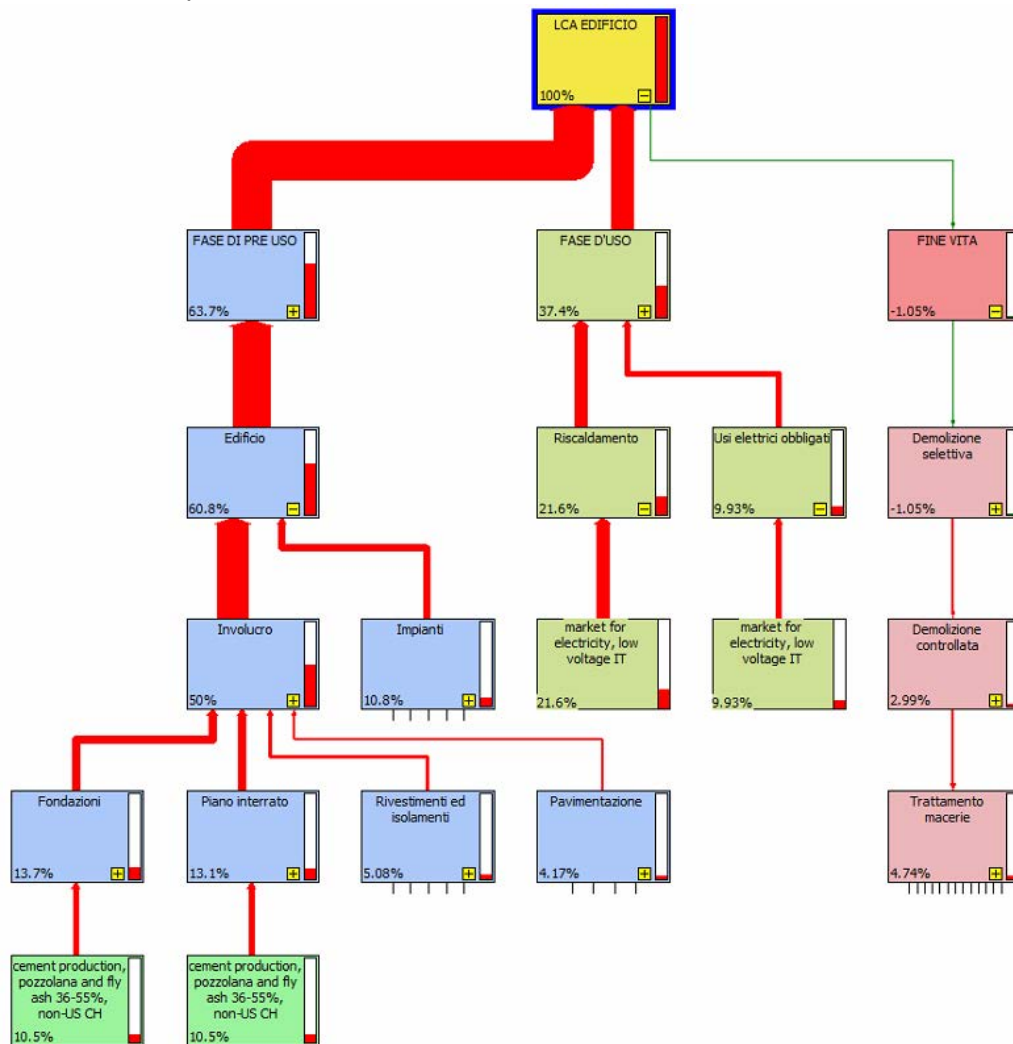 LCA EDIFICIO
100%
FASE DI PRE USO
63.7%
FASE D'USO
37.4%
FINE VITA
-1.05%
Edificio
60.8%
Riscaldamento
21.6%
Usi elettrici obbligati
9.93%
Demolizione
selettiva
-1.05%
Involucro
50%
Impianti
10.8%
market for
electricity, low
voltage IT
21.6%
market for
electricity, low
voltage IT
9.93%
Demolizione
controllata
2.99%
Fondazioni
13.7%
Piano interrato
13.1%
Rivestimenti ed
isolamenti
5.08%
Pavimentazione
4.17%
Trattamento
macerie
4.74%
cement production,
pozzolana and fly
ash 36-55%,
non-US CH
10.5%
cement production,
pozzolana and fly
ash 36-55%,
non-US CH
10.5%